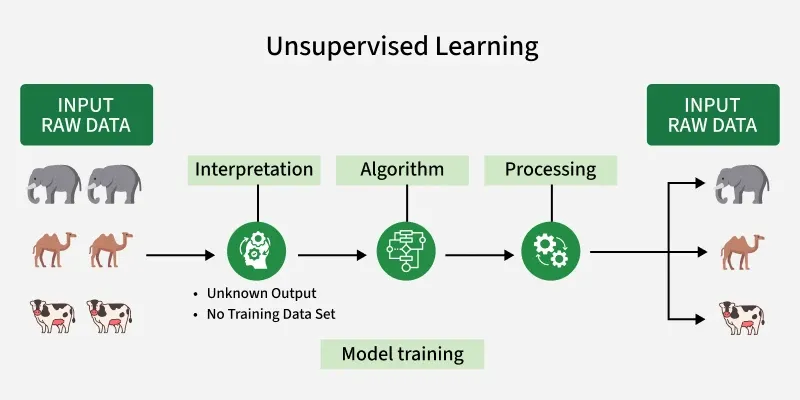 Unsupervised Learning
INPUT
RAW DATA
INPUT
RAW DATA
Interpretation
Algorithm
Processing
• Unknown Output
• No Training Data Set
Model training